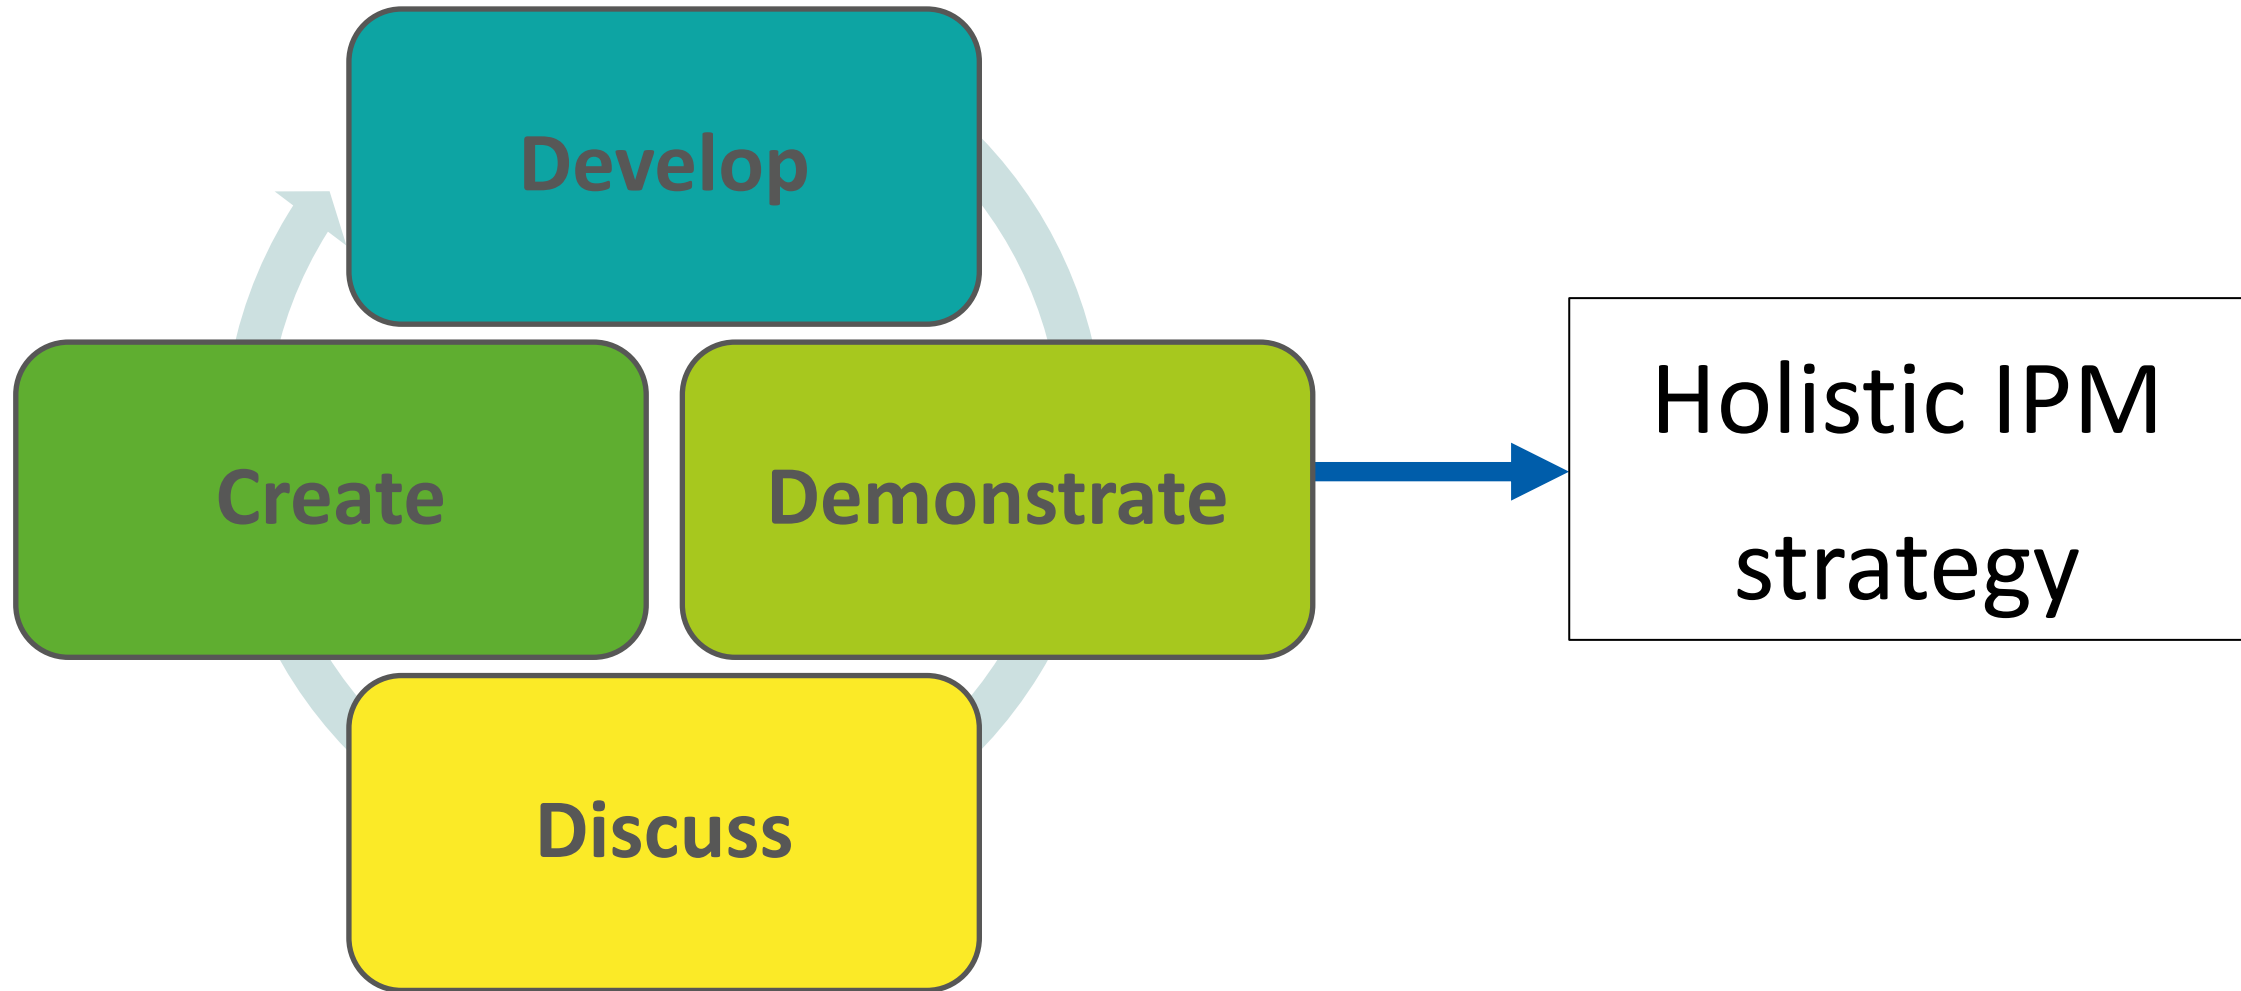 Develop
Create
Demonstrate
Discuss
Holistic IPM
strategy